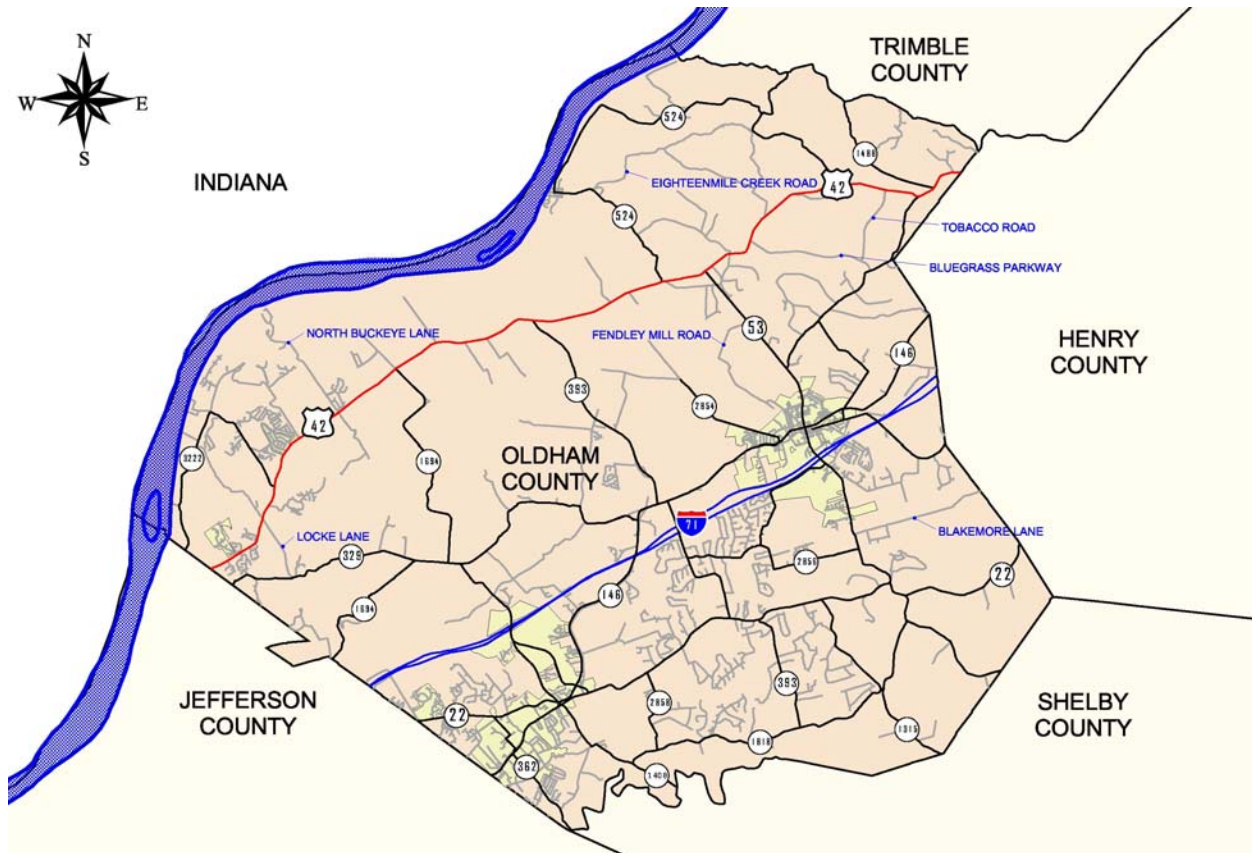 N
W
E
S
TRIMBLE
COUNTY
INDIANA
524
1488
EIGHTEENMILE CREEK ROAD
42
524
TOBACCO ROAD
BLUEGRASS PARKWAY
NORTH BUCKEYE LANE
FENDLEY MILL ROAD
53
HENRY
COUNTY
146
393
2854
42
OLDHAM
COUNTY
3222
1694
71
BLAKEMORE LANE
LOCKE LANE
329
2856
22
146
1694
JEFFERSON
COUNTY
22
2858
393
SHELBY
COUNTY
1315
1818
362
1408